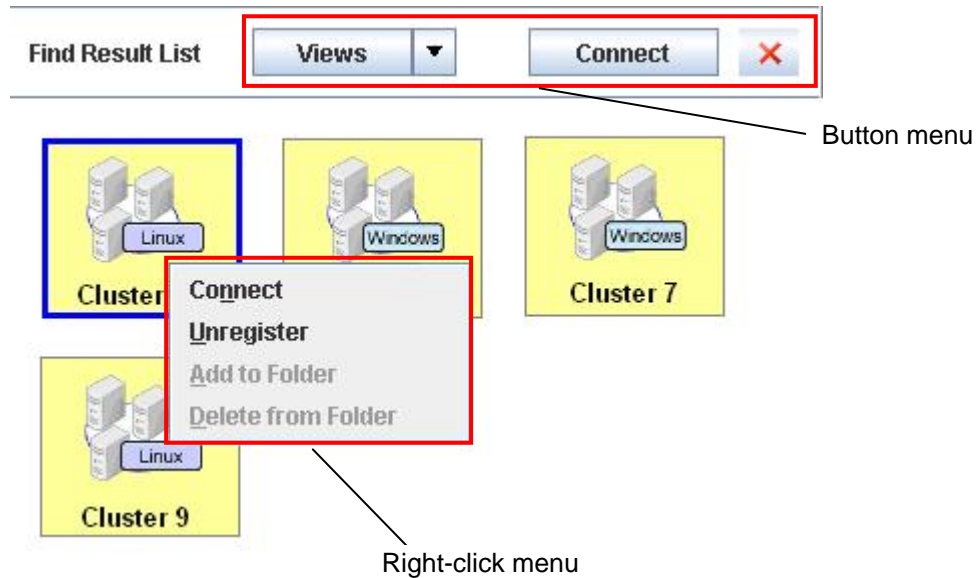 Find Result List Views Connect
Button menu
Linux Windows Windows
Cluster Cluster 7
Connect
Unregister
Add to Folder
Delete from Folder
Linux
Cluster 9
Right-click menu